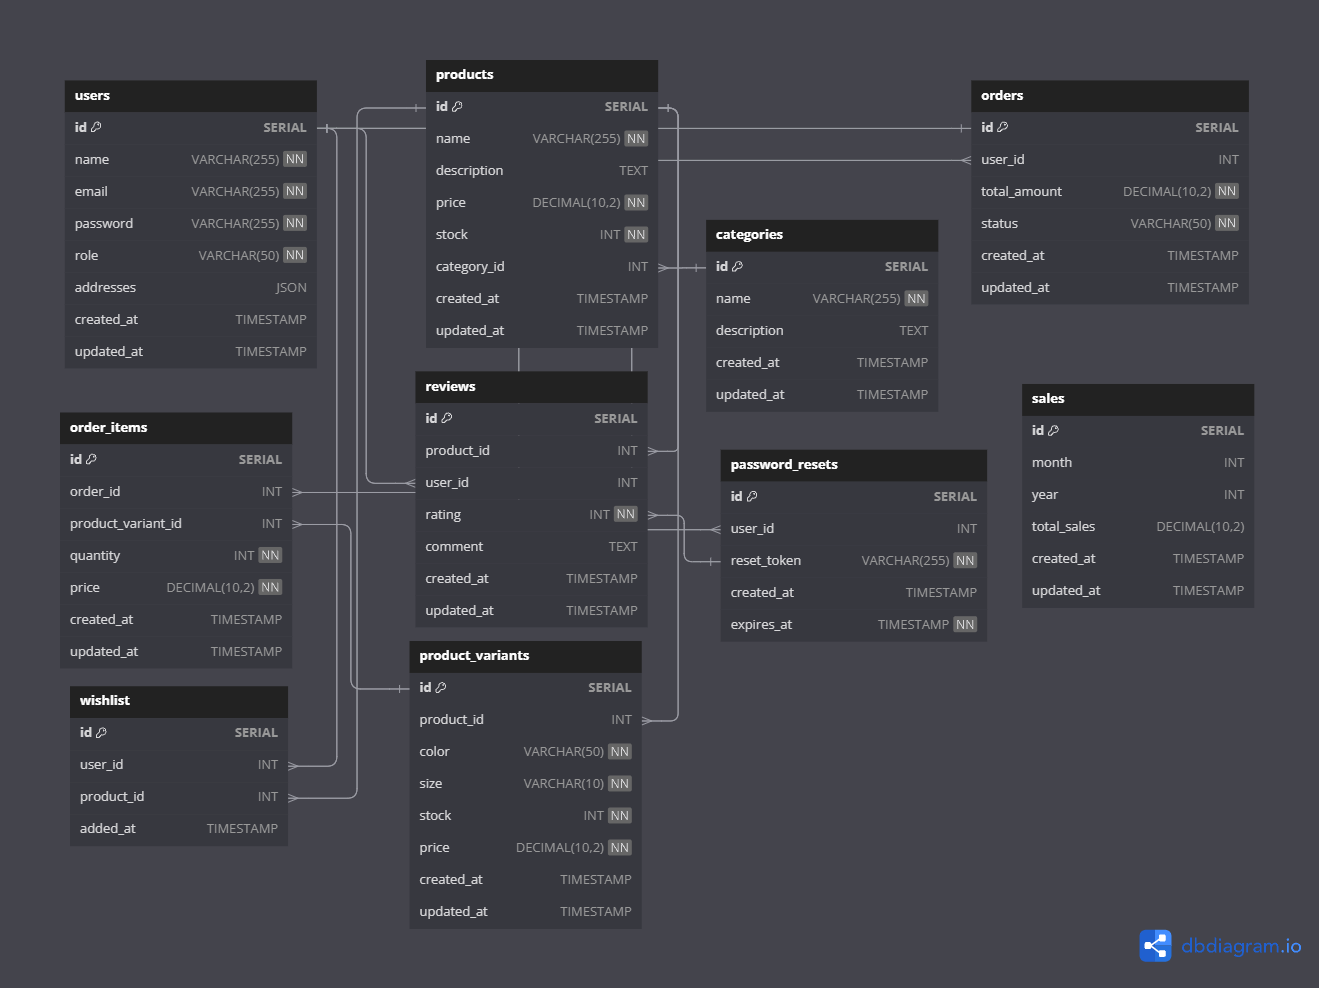 users
id SERIAL
name VARCHAR(255) NN
email VARCHAR(255) NN
password VARCHAR(255) NN
role VARCHAR(50) NN
addresses JSON
created_at TIMESTAMP
updated_at TIMESTAMP
products
id SERIAL
name VARCHAR(255) NN
description TEXT
price DECIMAL(10,2) NN
stock INT NN
category_id INT
created_at TIMESTAMP
updated_at TIMESTAMP
orders
id SERIAL
user_id INT
total_amount DECIMAL(10,2) NN
status VARCHAR(50) NN
created_at TIMESTAMP
updated_at TIMESTAMP
categories
id SERIAL
name VARCHAR(255) NN
description TEXT
created_at TIMESTAMP
updated_at TIMESTAMP
order_items
id SERIAL
order_id INT
product_variant_id INT
quantity INT NN
price DECIMAL(10,2) NN
created_at TIMESTAMP
updated_at TIMESTAMP
reviews
id SERIAL
product_id INT
user_id INT
rating INT NN
comment TEXT
created_at TIMESTAMP
updated_at TIMESTAMP
password_resets
id SERIAL
user_id INT
reset_token VARCHAR(255) NN
created_at TIMESTAMP
expires_at TIMESTAMP NN
sales
id SERIAL
month INT
year INT
total_sales DECIMAL(10,2)
created_at TIMESTAMP
updated_at TIMESTAMP
wishlist
id SERIAL
user_id INT
product_id INT
added_at TIMESTAMP
product_variants
id SERIAL
product_id INT
color VARCHAR(50) NN
size VARCHAR(10) NN
stock INT NN
price DECIMAL(10,2) NN
created_at TIMESTAMP
updated_at TIMESTAMP
dbdiagram.io